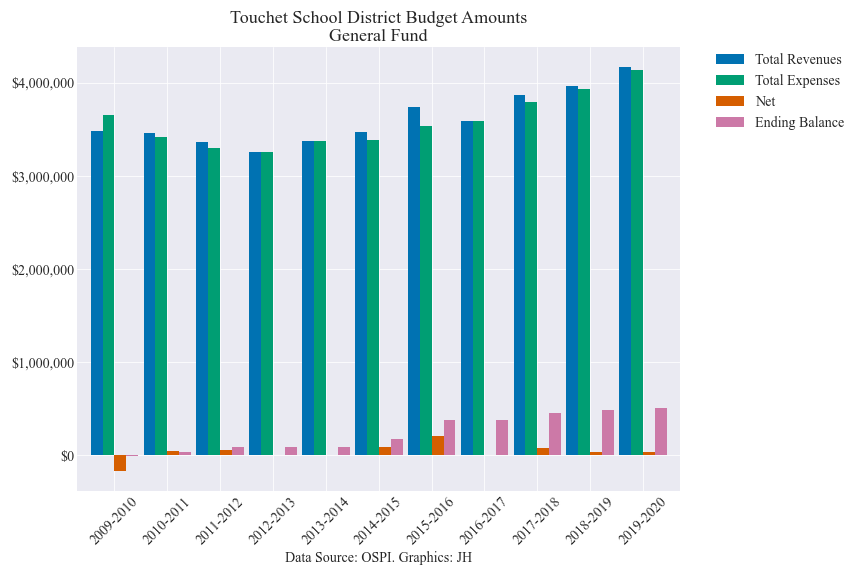 Touchet School District Budget Amounts
General Fund
Total Revenues
Total Expenses
Net
Ending Balance
$4,000,000
$3,000,000
$2,000,000
$1,000,000
$0
2009-2010
2010-2011
2011-2012
2012-2013
2013-2014
2014-2015
2015-2016
2016-2017
2017-2018
2018-2019
2019-2020
Data Source: OSPI. Graphics: JH